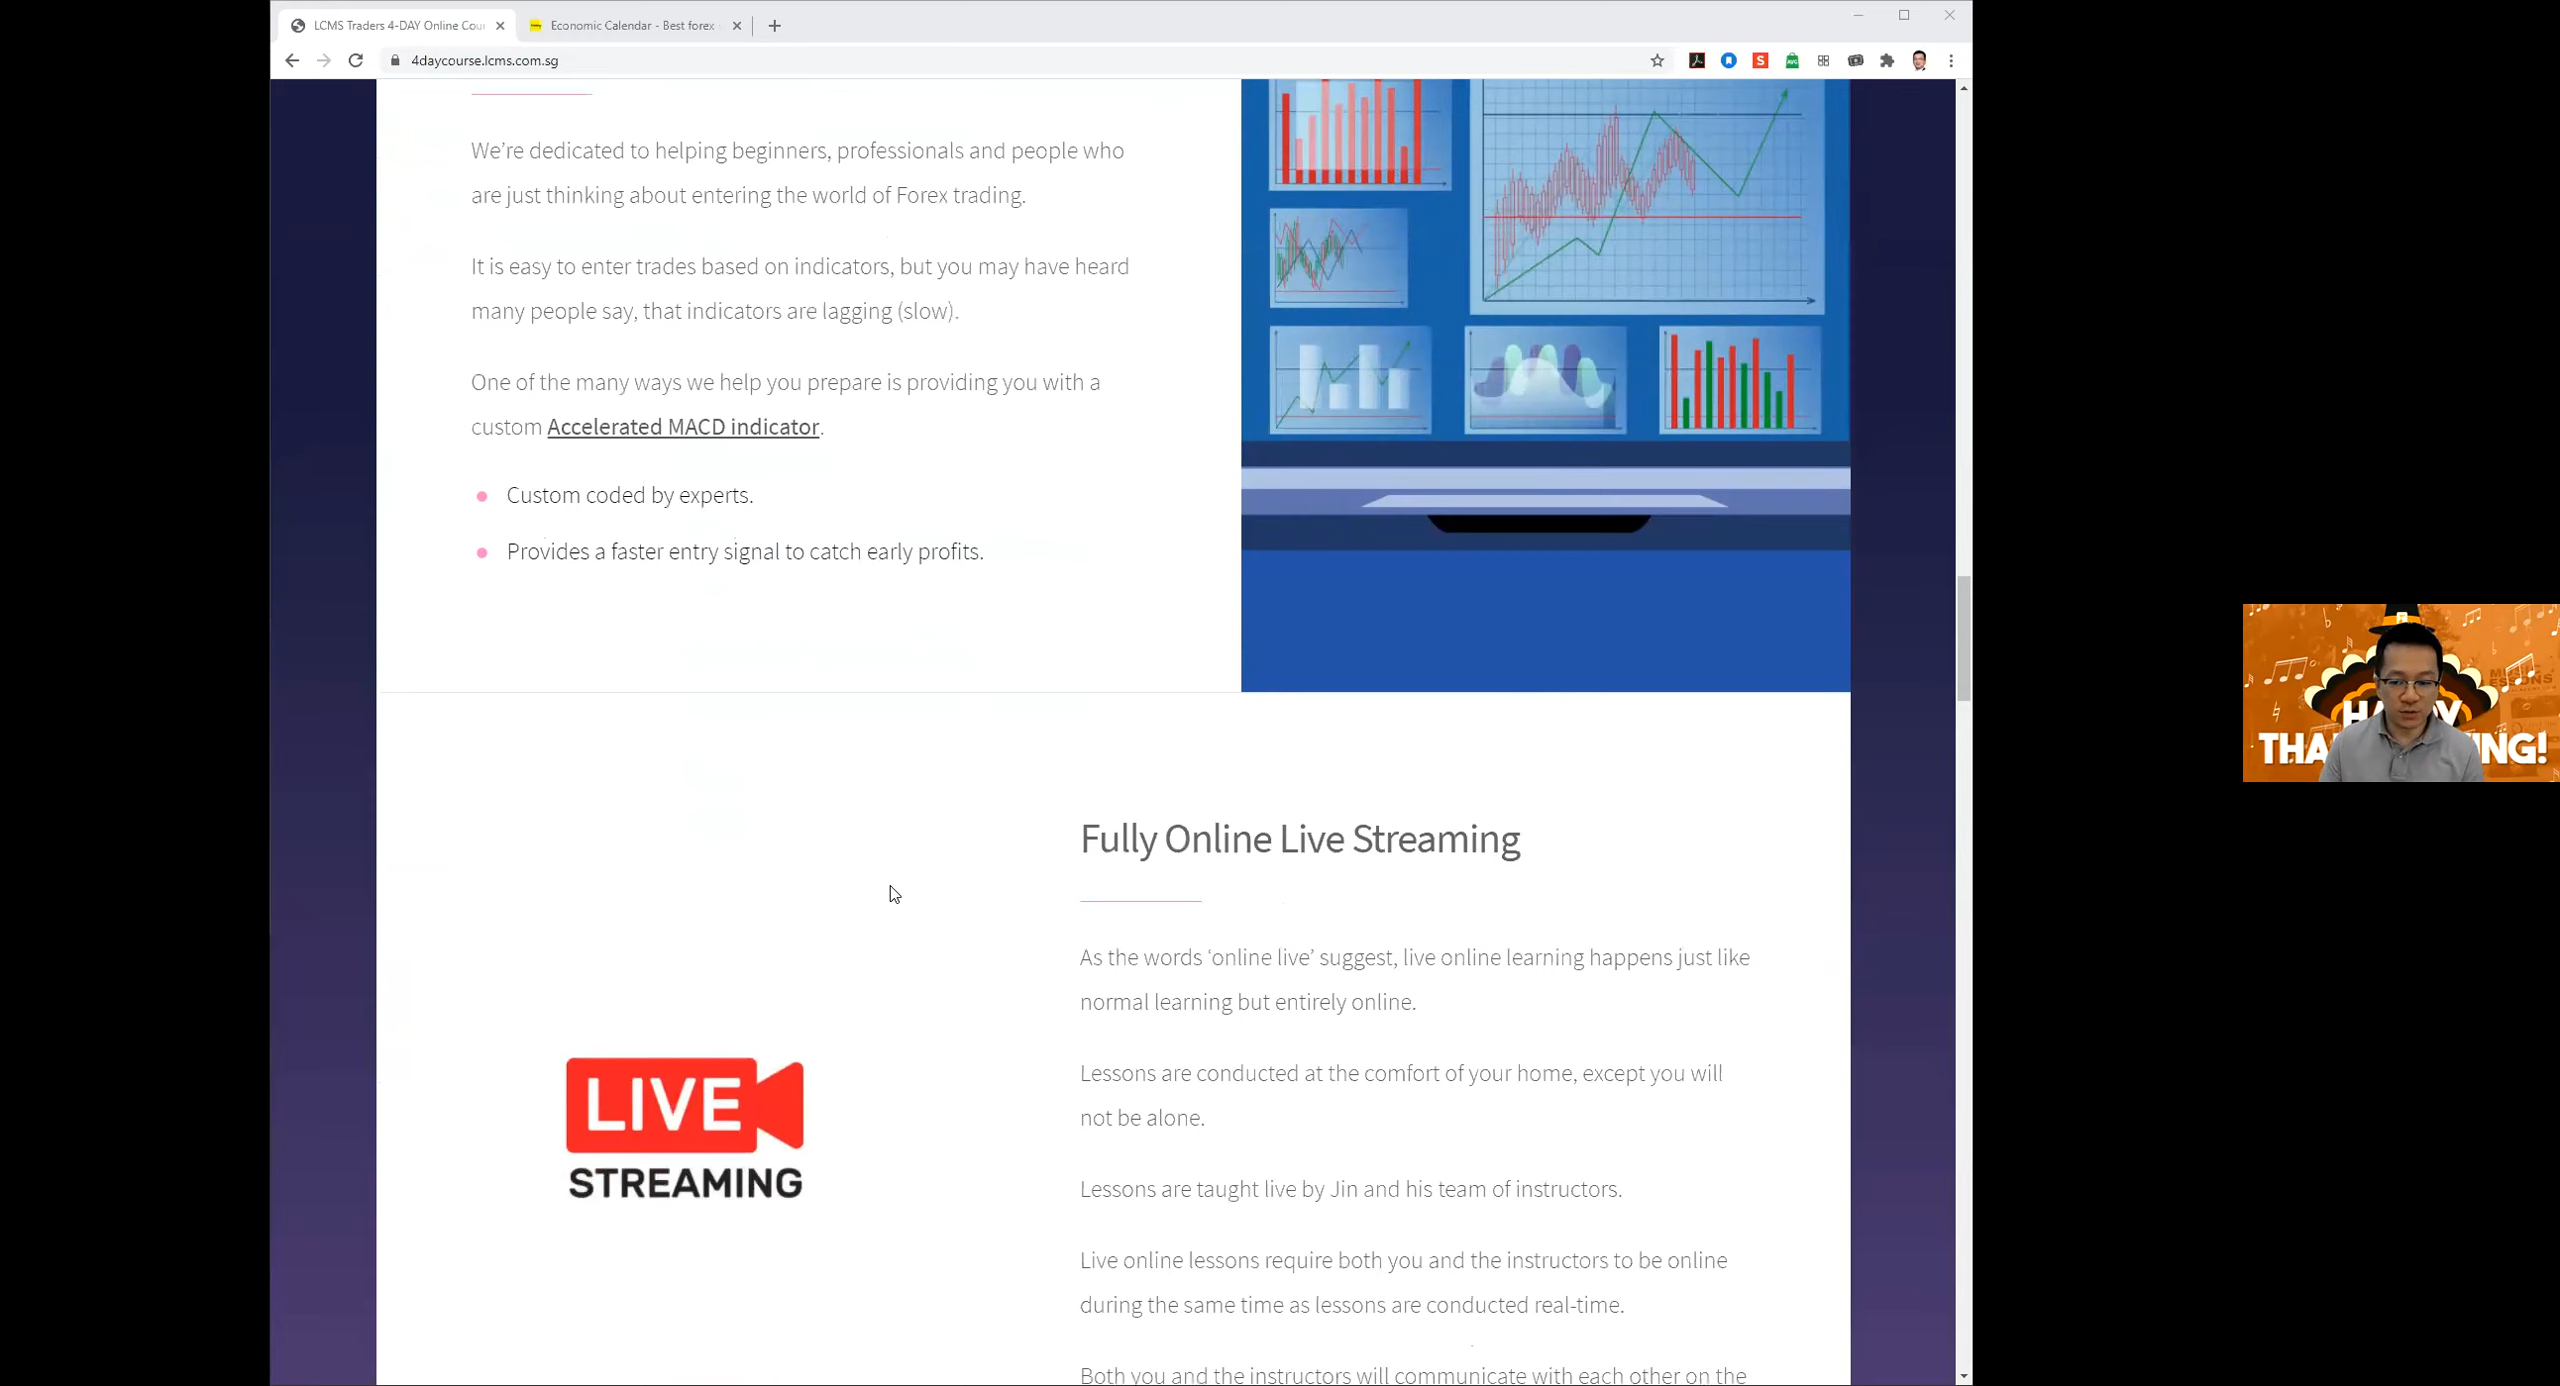 LCMS Traders 4-DAY Online Cou
Economic Calendar - Best forex
4daycourse.lcms.com.sg
We’re dedicated to helping beginners, professionals and people who
are just thinking about entering the world of Forex trading.
It is easy to enter trades based on indicators, but you may have heard
many people say, that indicators are lagging (slow).
One of the many ways we help you prepare is providing you with a
custom Accelerated MACD indicator.
Custom coded by experts.
Provides a faster entry signal to catch early profits.
LIVE
STREAMING
Fully Online Live Streaming
As the words ‘online live’ suggest, live online learning happens just like
normal learning but entirely online.
Lessons are conducted at the comfort of your home, except you will
not be alone.
Lessons are taught live by Jin and his team of instructors.
Live online lessons require both you and the instructors to be online
during the same time as lessons are conducted real-time.
Both you and the instructors will communicate with each other on the